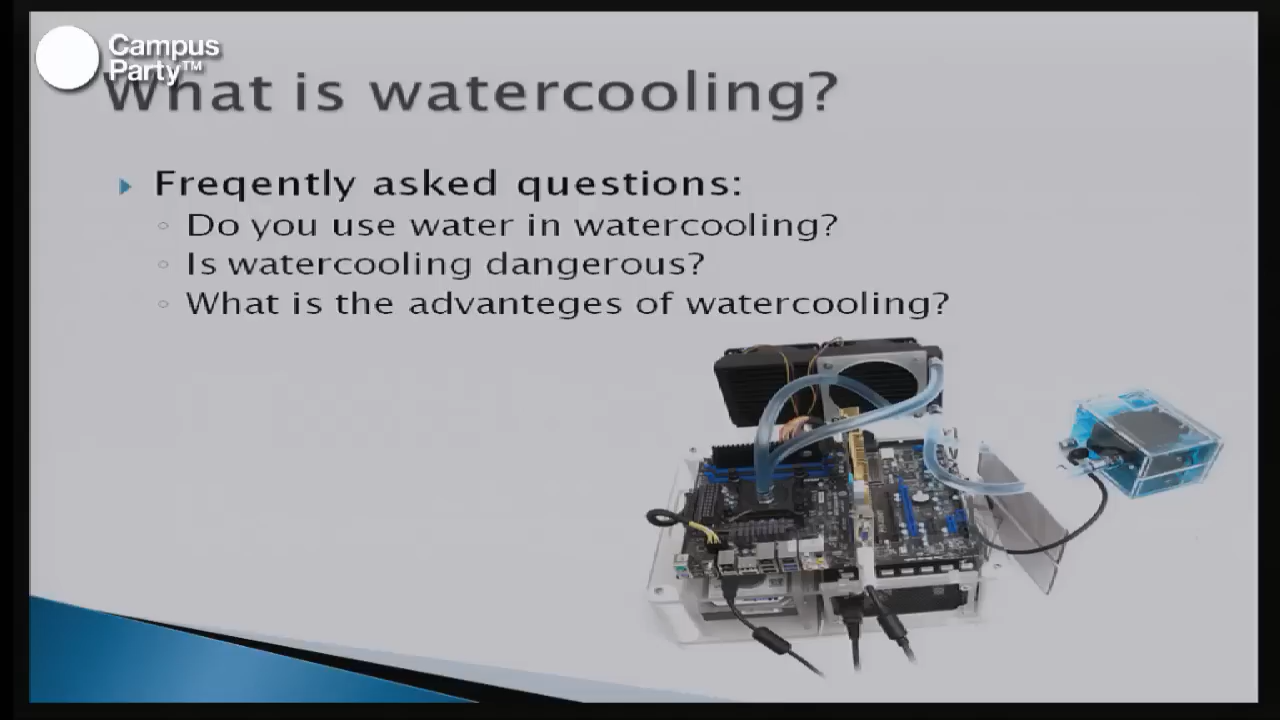 Campus
Party™
What is watercooling?
Freqently asked questions:
Do you use water in watercooling?
Is watercooling dangerous?
What is the advanteges of watercooling?